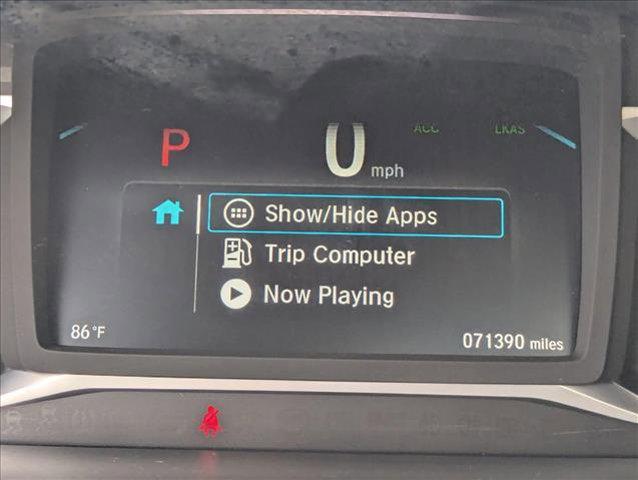 ACC LKAS
P 0 mph
Show/Hide Apps
Trip Computer
Now Playing
86°F 071390 miles